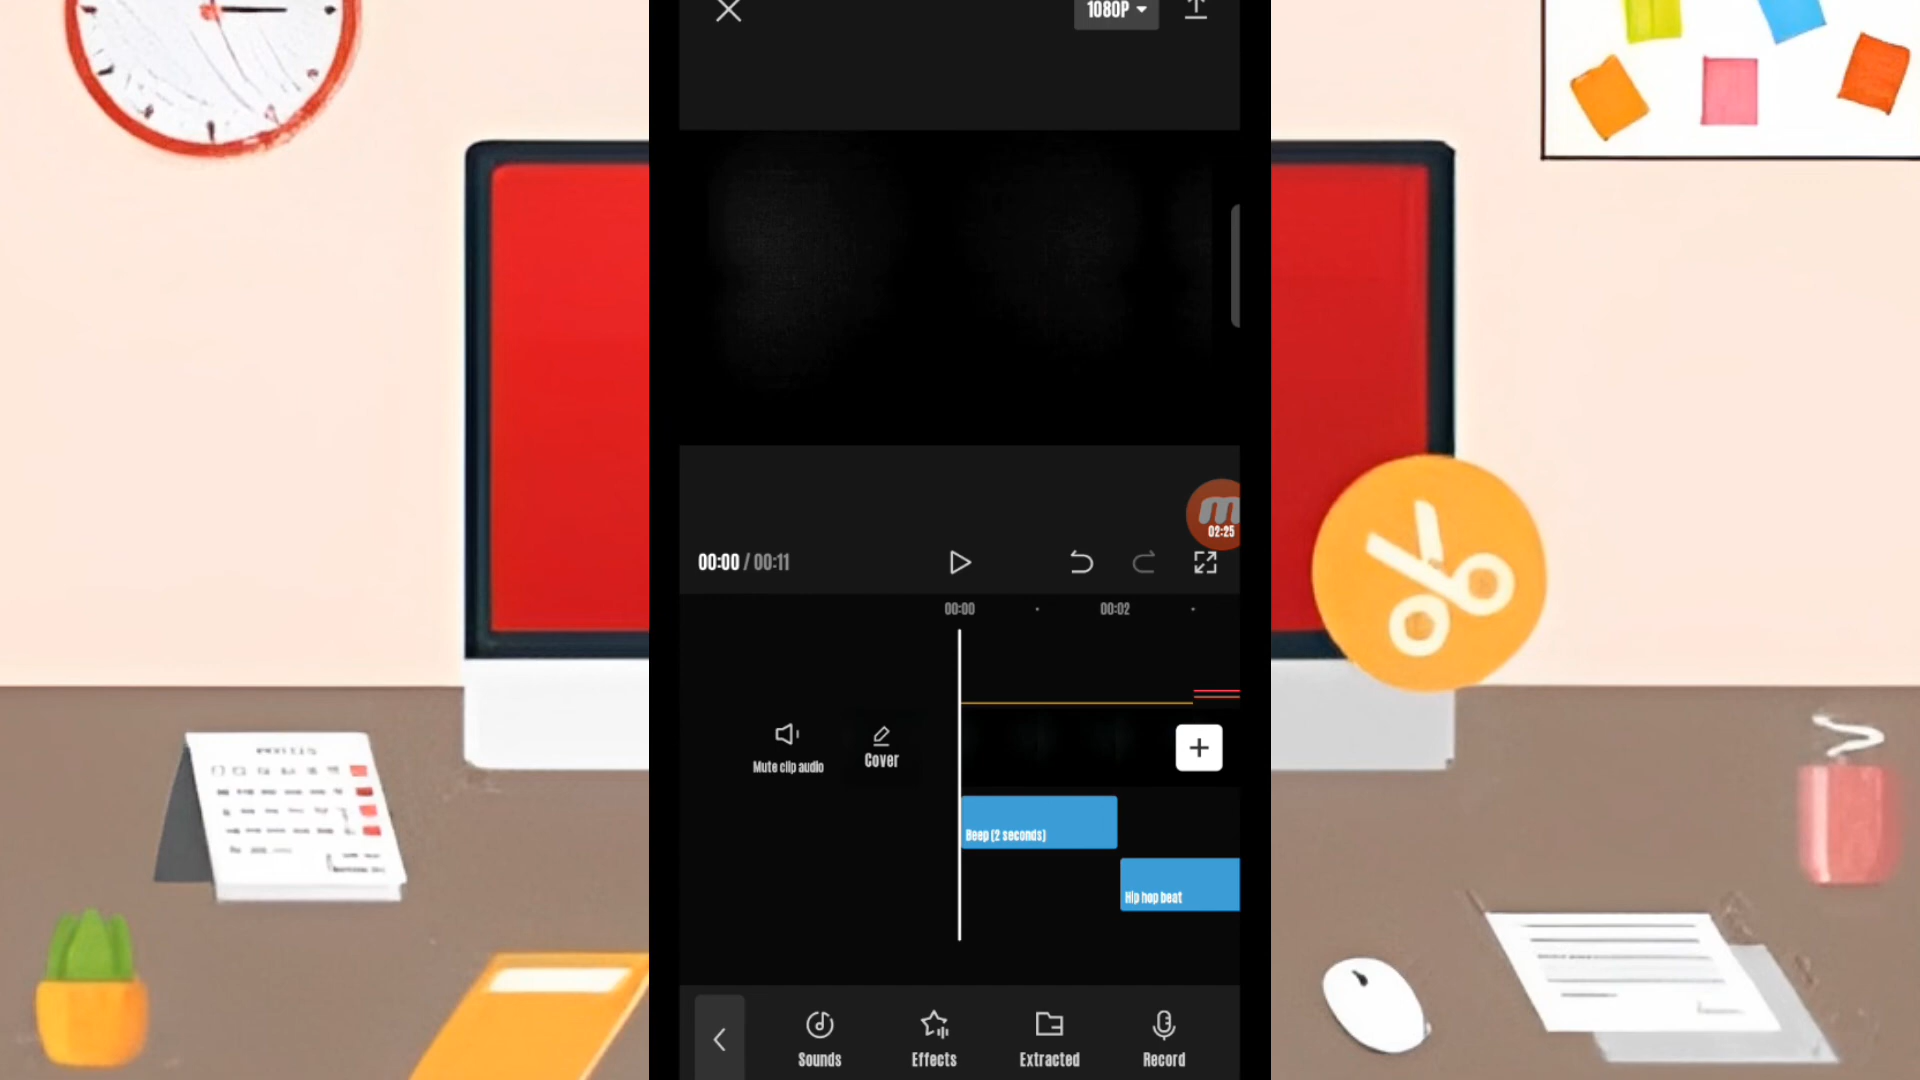 1080P
m
02:25
00:00 / 00:11
00:00
00:02
Mute clip audio
Cover
Beep (2 seconds)
Hip hop beat
Sounds
Effects
Extracted
Record